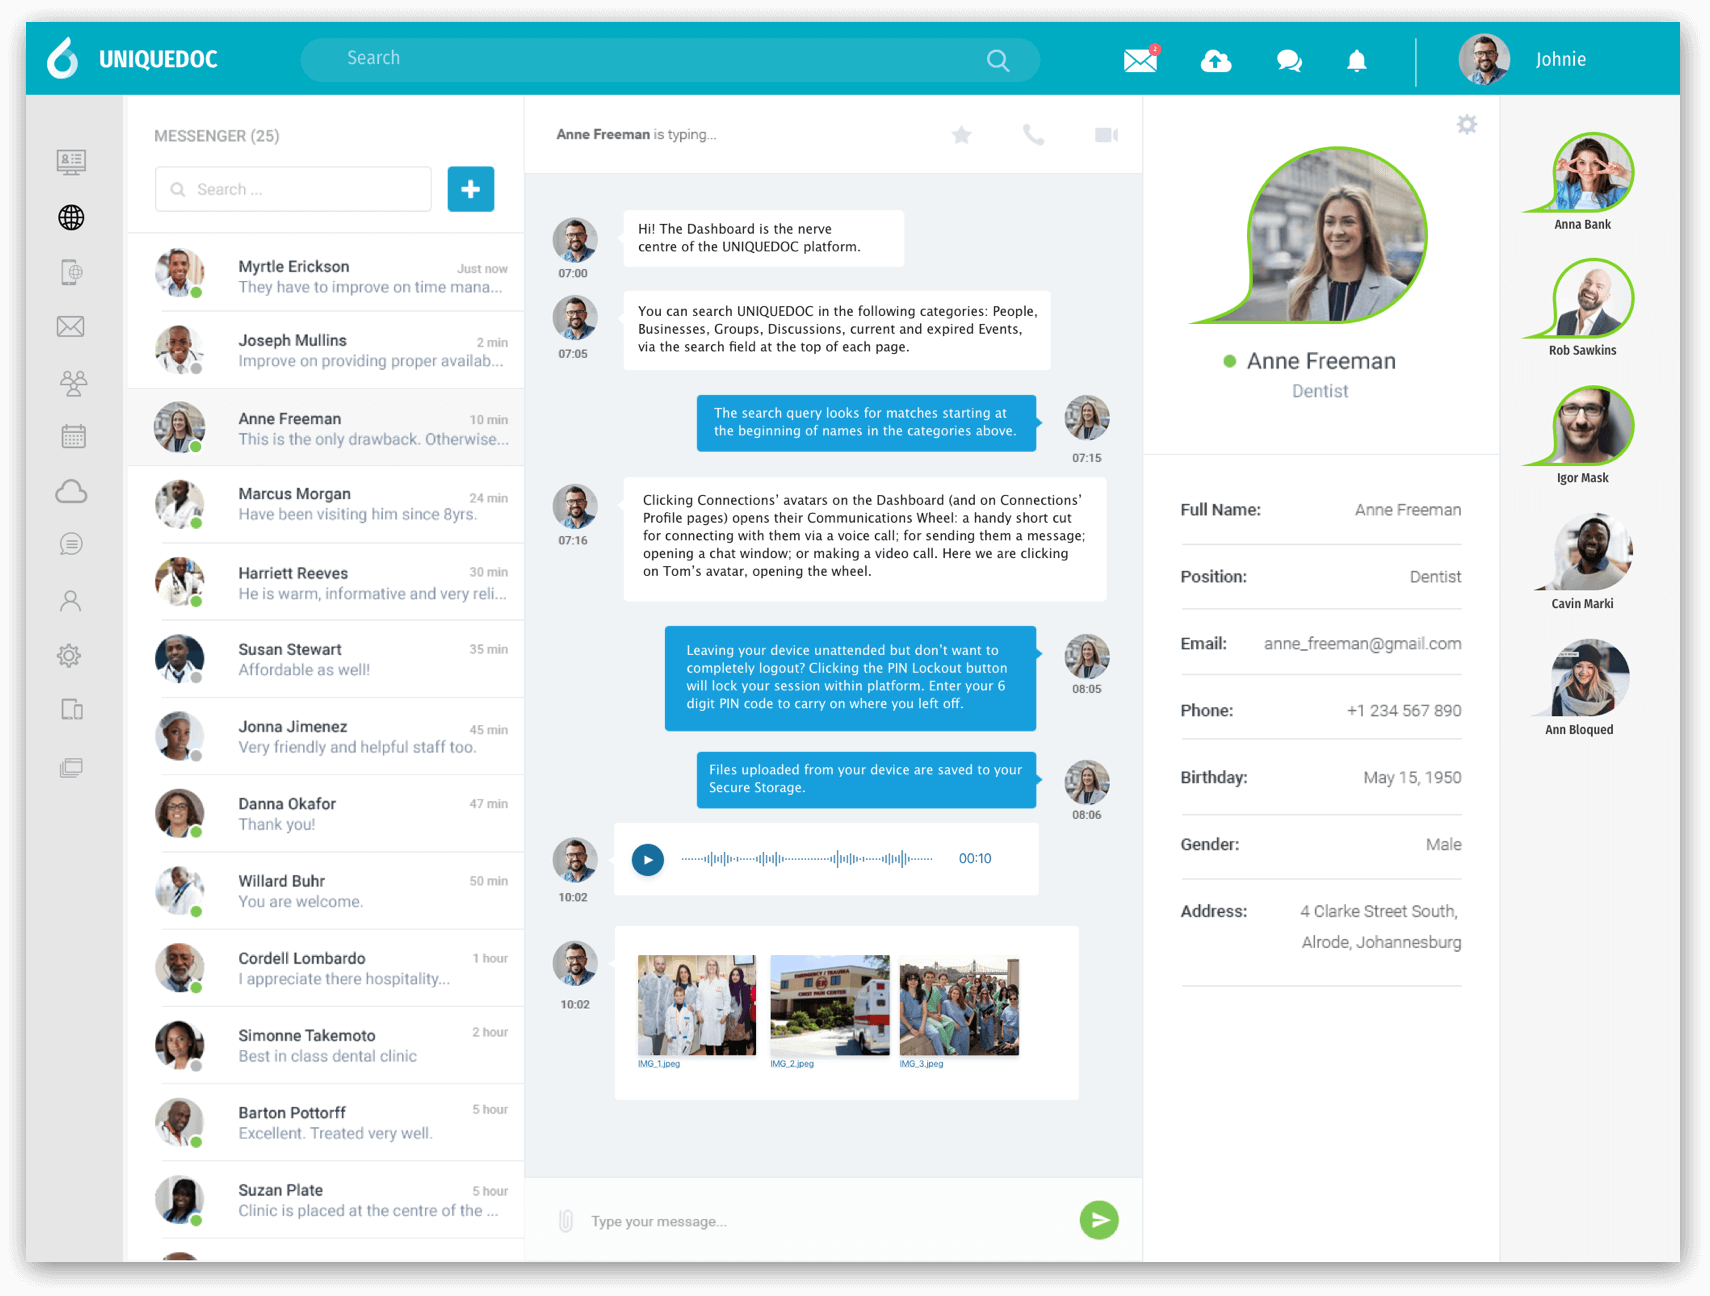 UNIQUEDOC
Search
2
Johnie
MESSENGER (25)
Search ...
Myrtle Erickson
Just now
They have to improve on time mana...
Joseph Mullins
2 min
Improve on providing proper availab...
Anne Freeman
10 min
This is the only drawback. Otherwise...
Marcus Morgan
24 min
Have been visiting him since 8yrs.
Harriett Reeves
30 min
He is warm, informative and very reli...
Susan Stewart
35 min
Affordable as well!
Jonna Jimenez
45 min
Very friendly and helpful staff too.
Danna Okafor
47 min
Thank you!
Willard Buhr
50 min
You are welcome.
Cordell Lombardo
1 hour
I appreciate there hospitality...
Simonne Takemoto
2 hour
Best in class dental clinic
Barton Pottorff
5 hour
Excellent. Treated very well.
Suzan Plate
5 hour
Clinic is placed at the centre of the ...
Anne Freeman is typing...
Hi! The Dashboard is the nerve
centre of the UNIQUEDOC platform.
07:00
You can search UNIQUEDOC in the following categories: People,
Businesses, Groups, Discussions, current and expired Events,
via the search field at the top of each page.
07:05
The search query looks for matches starting at
the beginning of names in the categories above.
07:15
Clicking Connections’ avatars on the Dashboard (and on Connections’
Profile pages) opens their Communications Wheel: a handy short cut
for connecting with them via a voice call; for sending them a message;
opening a chat window; or making a video call. Here we are clicking
on Tom’s avatar, opening the wheel.
07:16
Leaving your device unattended but don’t want to
completely logout? Clicking the PIN Lockout button
will lock your session within platform. Enter your 6
digit PIN code to carry on where you left off.
08:05
Files uploaded from your device are saved to your
Secure Storage.
08:06
00:10
10:02
EMERGENCY / TRAUMA
CHEST PAIN CENTER
IMG_1.jpeg
IMG_2.jpeg
IMG_3.jpeg
10:02
Type your message...
Anne Freeman
Dentist
Full Name:
Anne Freeman
Position:
Dentist
Email:
anne_freeman@gmail.com
Phone:
+1 234 567 890
Birthday:
May 15, 1950
Gender:
Male
Address:
4 Clarke Street South,
Alrode, Johannesburg
Anna Bank
Rob Sawkins
Igor Mask
Cavin Marki
Ann Bloqued